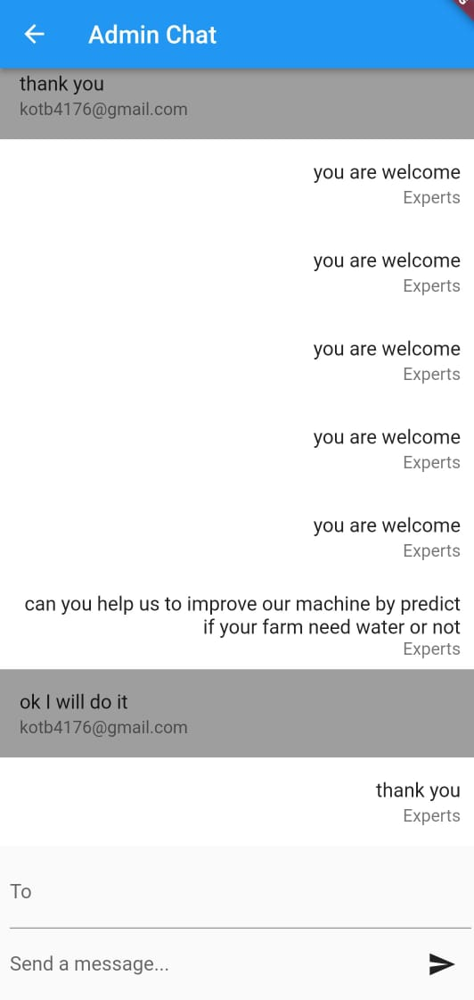 Admin Chat
thank you
kotb4176@gmail.com
you are welcome
Experts
you are welcome
Experts
you are welcome
Experts
you are welcome
Experts
you are welcome
Experts
can you help us to improve our machine by predict
if your farm need water or not
Experts
ok I will do it
kotb4176@gmail.com
thank you
Experts
To
Send a message...